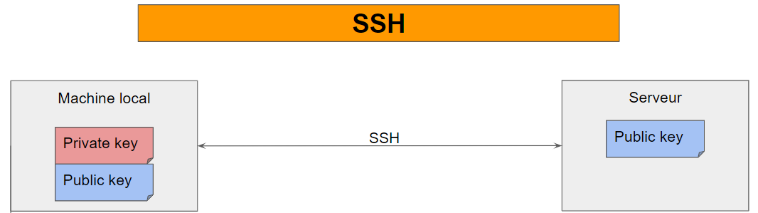 SSH
Machine local
Private key
Public key
SSH
Serveur
Public key